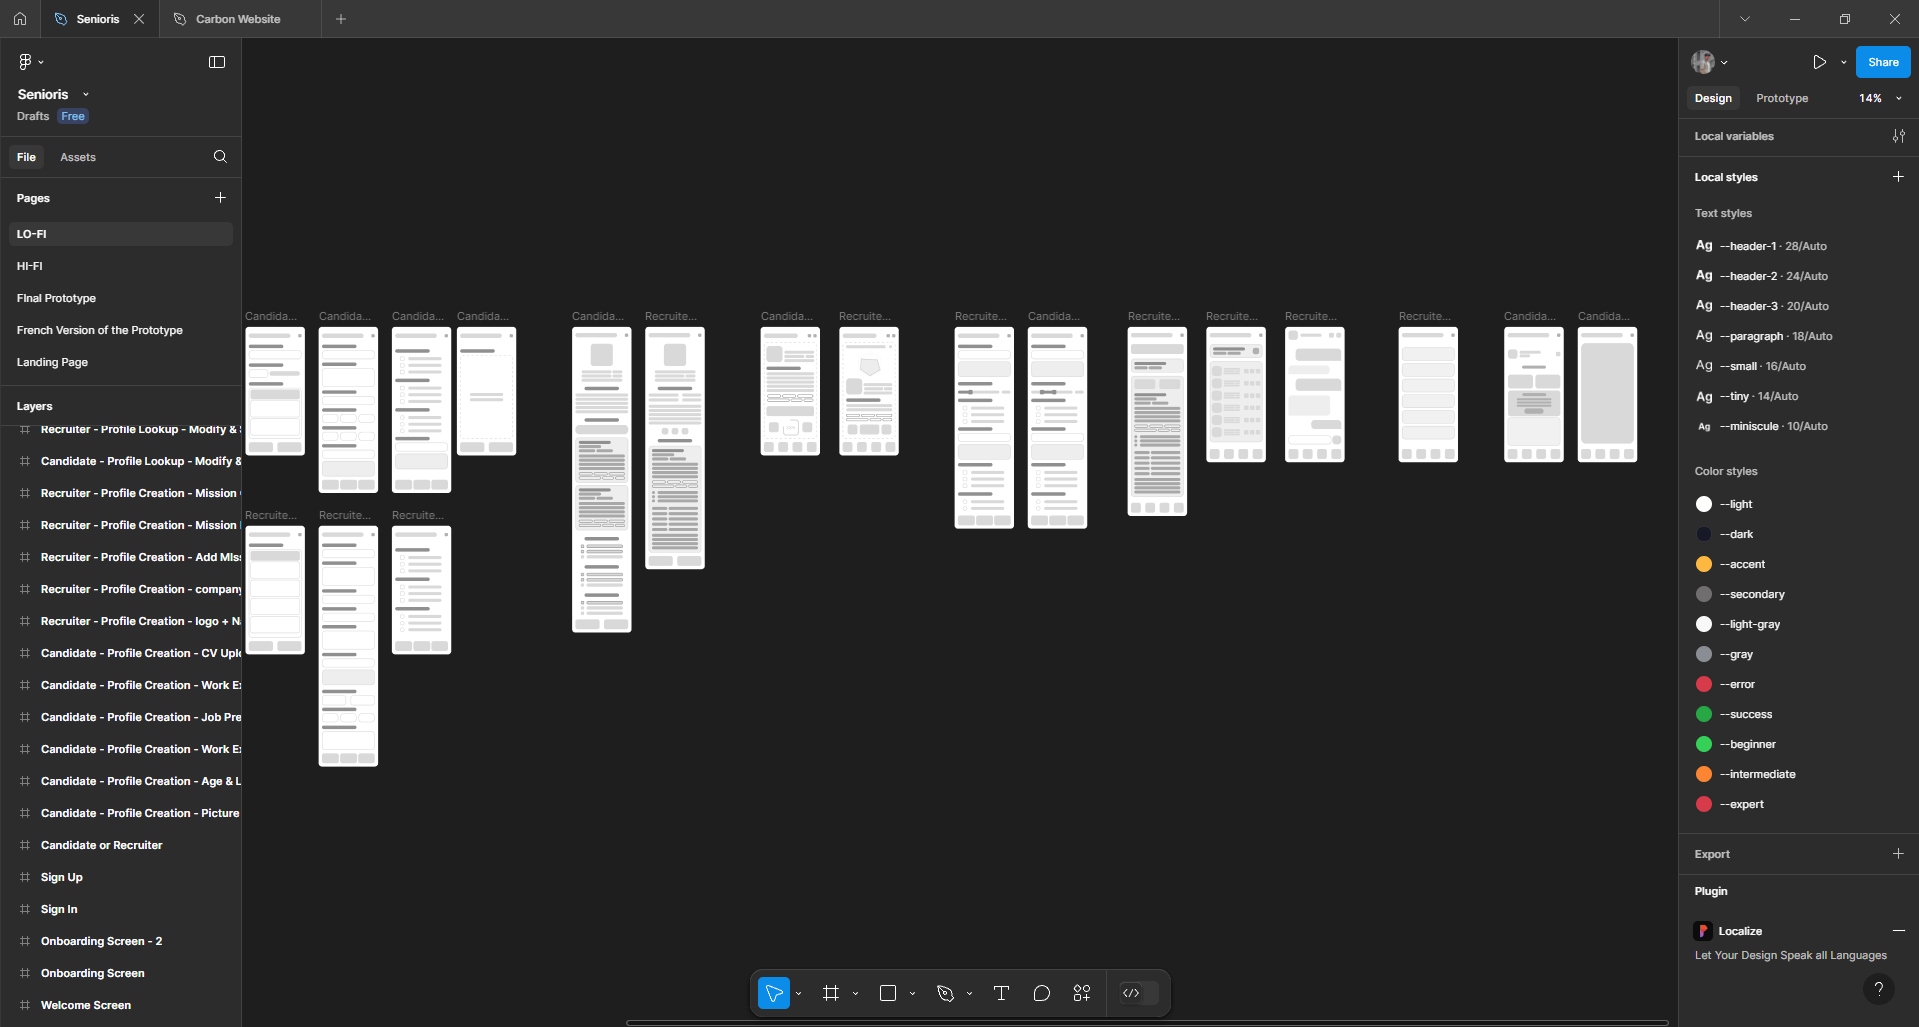 Senioris
Carbon Website
Senioris
Drafts Free
File Assets
Pages
LO-FI
HI-FI
FInal Prototype
French Version of the Prototype
Landing Page
Layers
Recruiter - Profile Lookup - Modify &
Candidate - Profile Lookup - Modify &
Recruiter - Profile Creation - Mission
Recruiter - Profile Creation - Mission
Recruiter - Profile Creation - Add MIss
Recruiter - Profile Creation - company
Recruiter - Profile Creation - logo + Na
Candidate - Profile Creation - CV Uplo
Candidate - Profile Creation - Work Ex
Candidate - Profile Creation - Job Pre
Candidate - Profile Creation - Work Ex
Candidate - Profile Creation - Age & L
Candidate - Profile Creation - Picture
Candidate or Recruiter
Sign Up
Sign In
Onboarding Screen - 2
Onboarding Screen
Welcome Screen
Candida... Candida... Candida... Candida... Candida... Recruite... Candida... Recruite... Recruite... Candida... Recruite... Recruite... Recruite... Recruite... Candida... Candida...
Recruite... Recruite... Recruite...
Share
Design Prototype 14%
Local variables
Local styles
Text styles
Ag --header-1 · 28/Auto
Ag --header-2 · 24/Auto
Ag --header-3 · 20/Auto
Ag --paragraph · 18/Auto
Ag --small · 16/Auto
Ag --tiny · 14/Auto
Ag --miniscule · 10/Auto
Color styles
--light
--dark
--accent
--secondary
--light-gray
--gray
--error
--success
--beginner
--intermediate
--expert
Export
Plugin
Localize
Let Your Design Speak all Languages
?